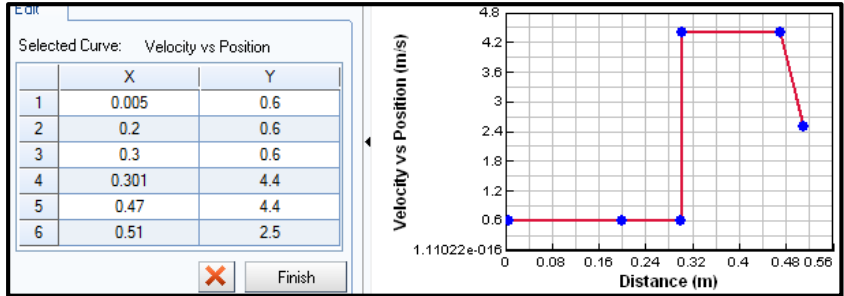 Edit
Selected Curve: Velocity vs Position
X Y
1 0.005 0.6
2 0.2 0.6
3 0.3 0.6
4 0.301 4.4
5 0.47 4.4
6 0.51 2.5
Finish
Velocity vs Position (m/s)
4.8
4.2
3.6
3
2.4
1.8
1.2
0.6
1.11022e-016
0 0.08 0.16 0.24 0.32 0.4 0.48 0.56
Distance (m)